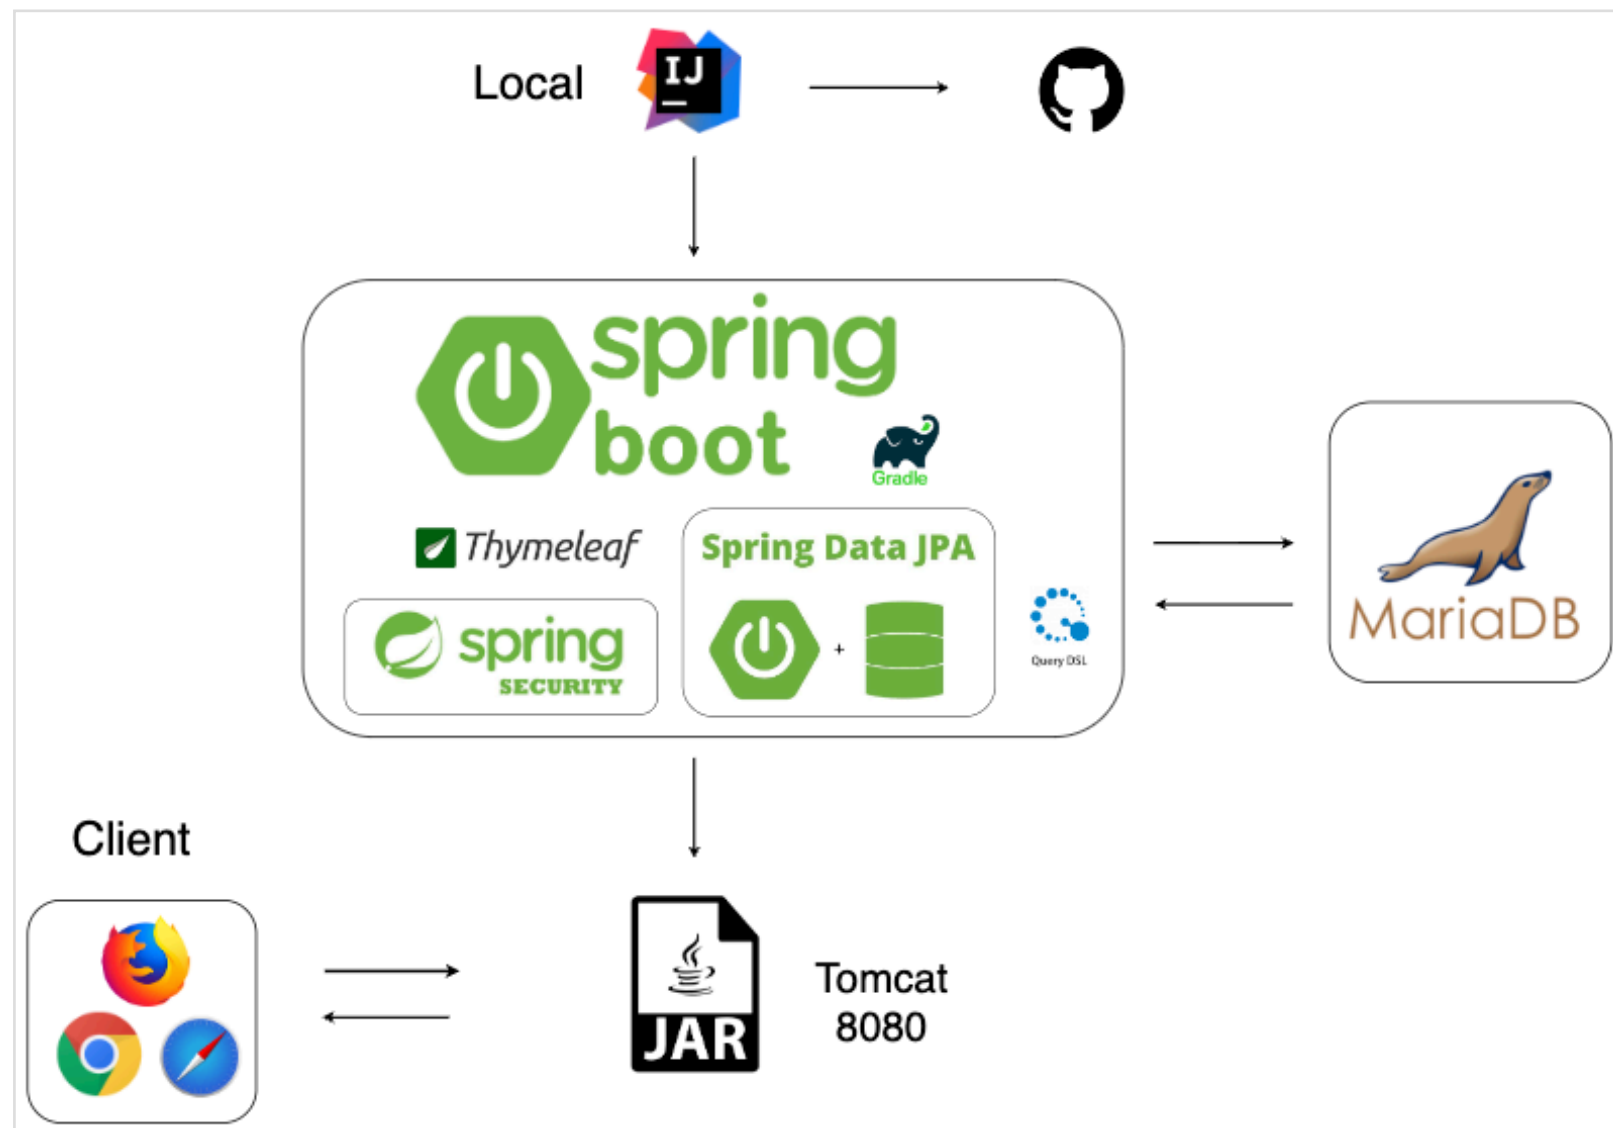 Local
IJ
spring
boot
Gradle
Thymeleaf
Spring Data JPA
spring
SECURITY
+
Query DSL
MariaDB
Client
JAR
Tomcat
8080